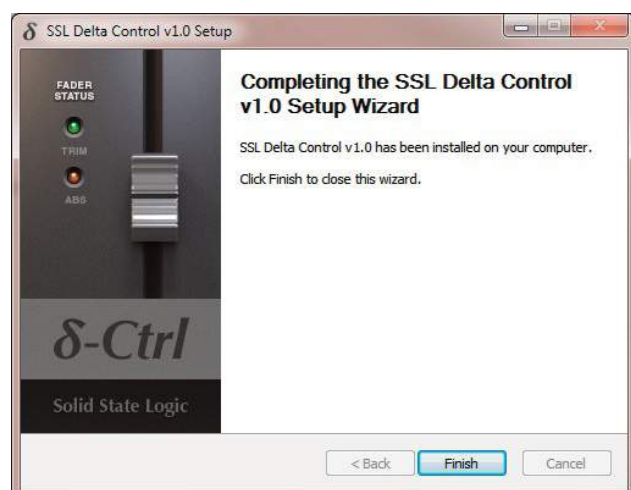 δ SSL Delta Control v1.0 Setup
FADER
STATUS
TRIM
ABS
δ-Ctrl
Solid State Logic
Completing the SSL Delta Control
v1.0 Setup Wizard
SSL Delta Control v1.0 has been installed on your computer.
Click Finish to close this wizard.
< Back Finish Cancel